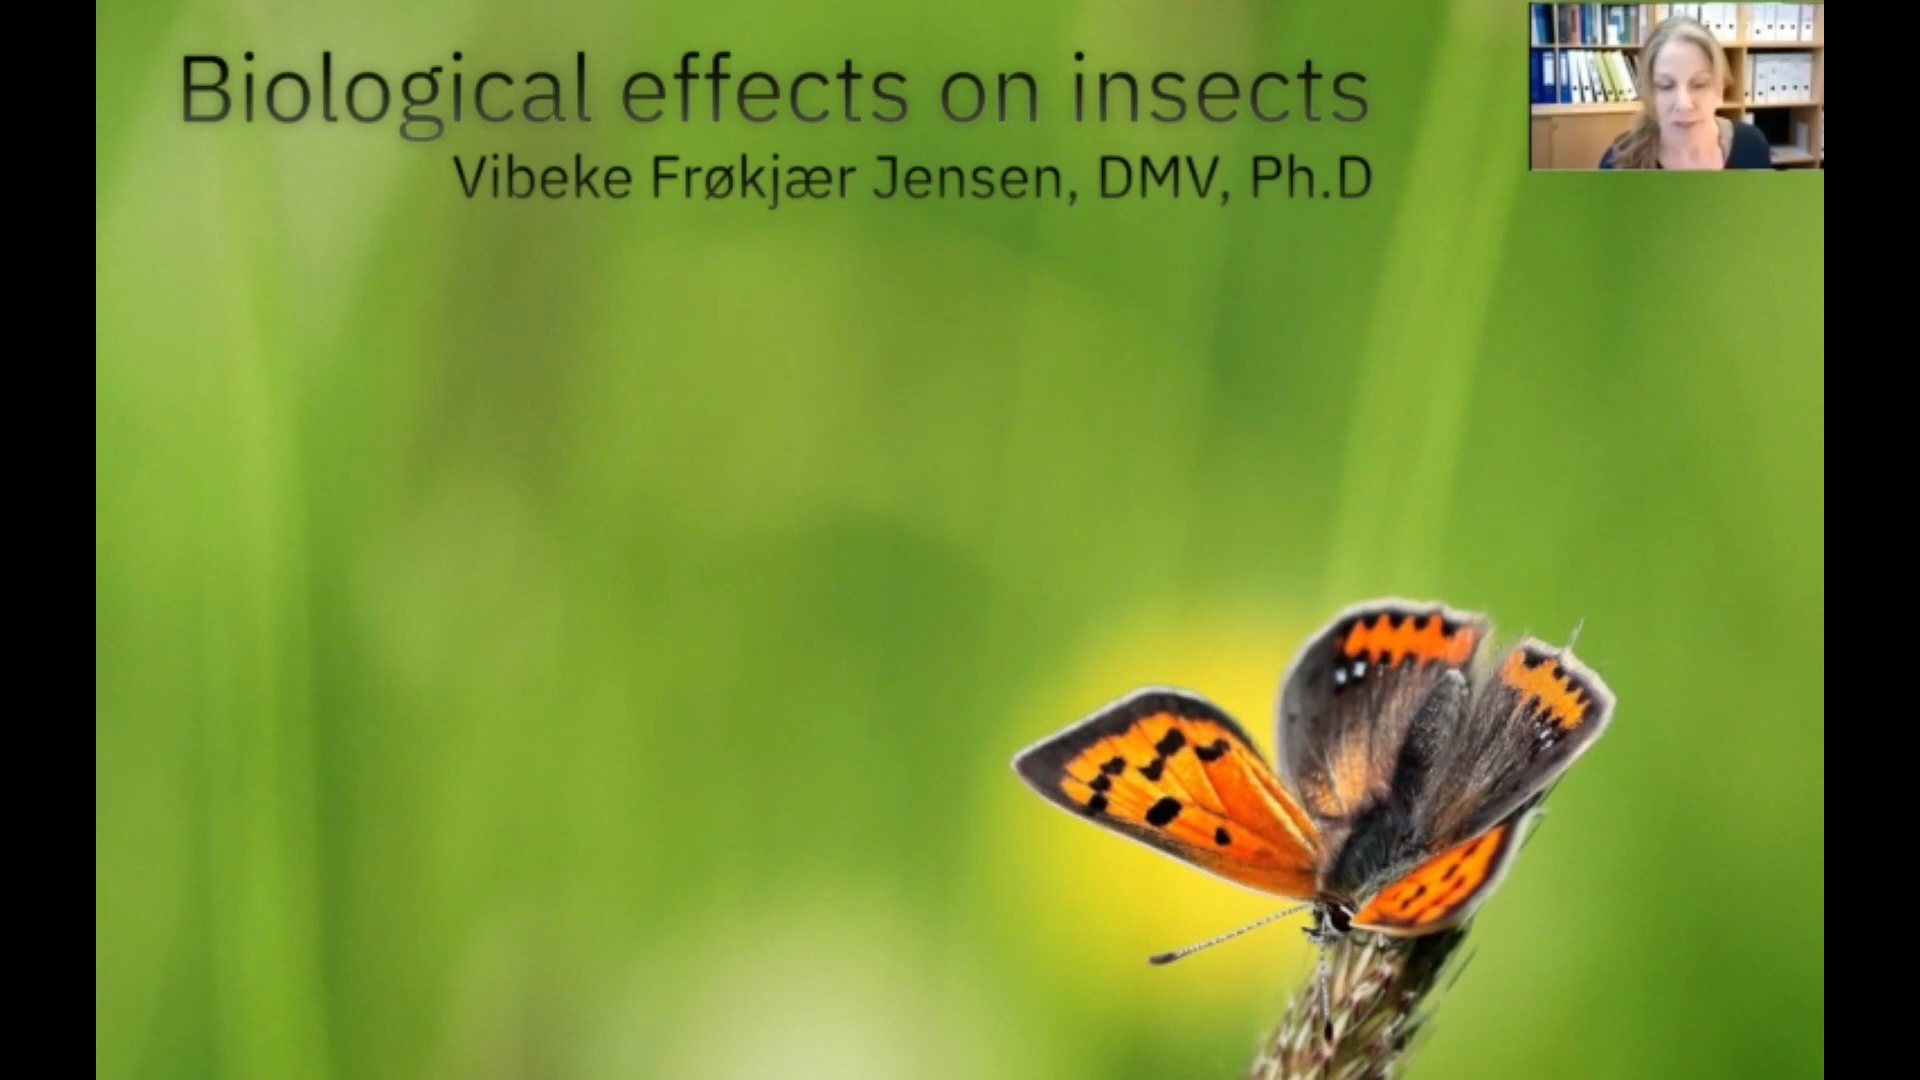 Biological effects on insects
Vibeke Frøkjær Jensen, DMV, Ph.D